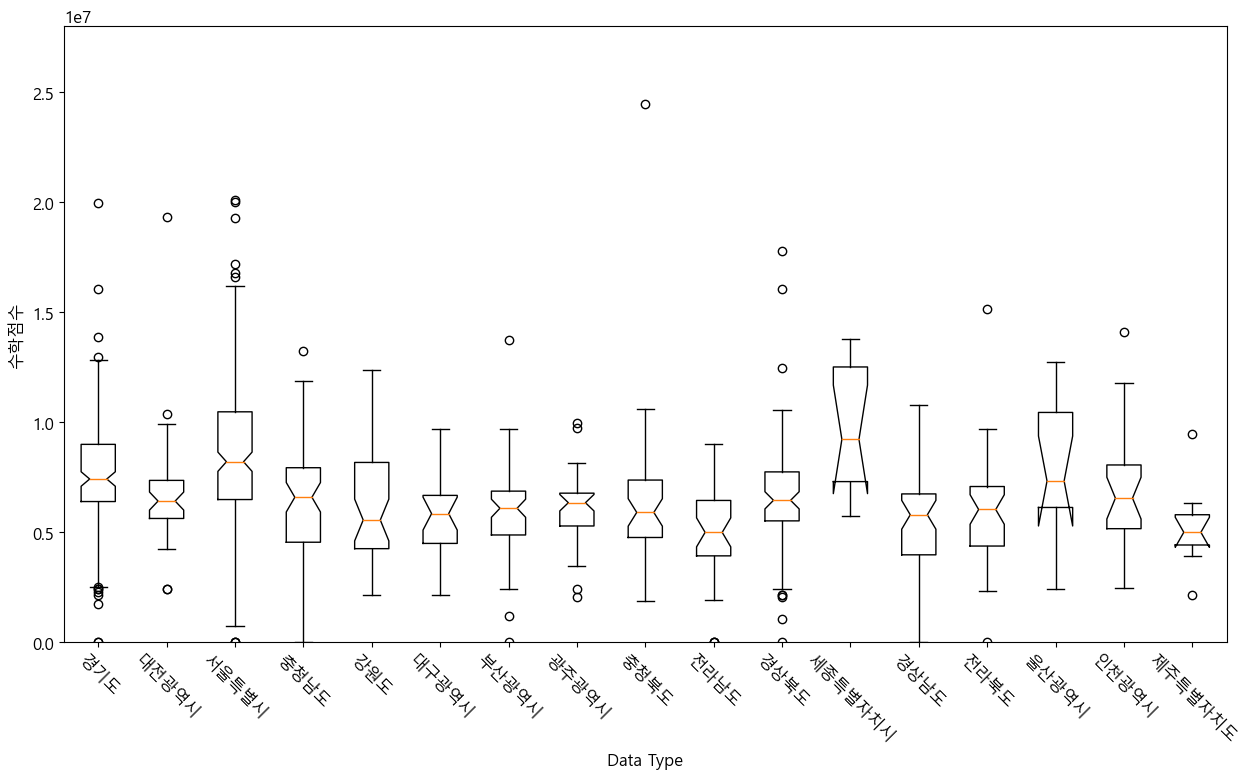 1e7
2.5
2.0
1.5
1.0
0.5
0.0
수학점수
경기도
대전광역시
서울특별시
충청남도
강원도
대구광역시
부산광역시
광주광역시
충청북도
전라남도
경상북도
세종특별자치시
경상남도
전라북도
울산광역시
인천광역시
제주특별자치도
Data Type